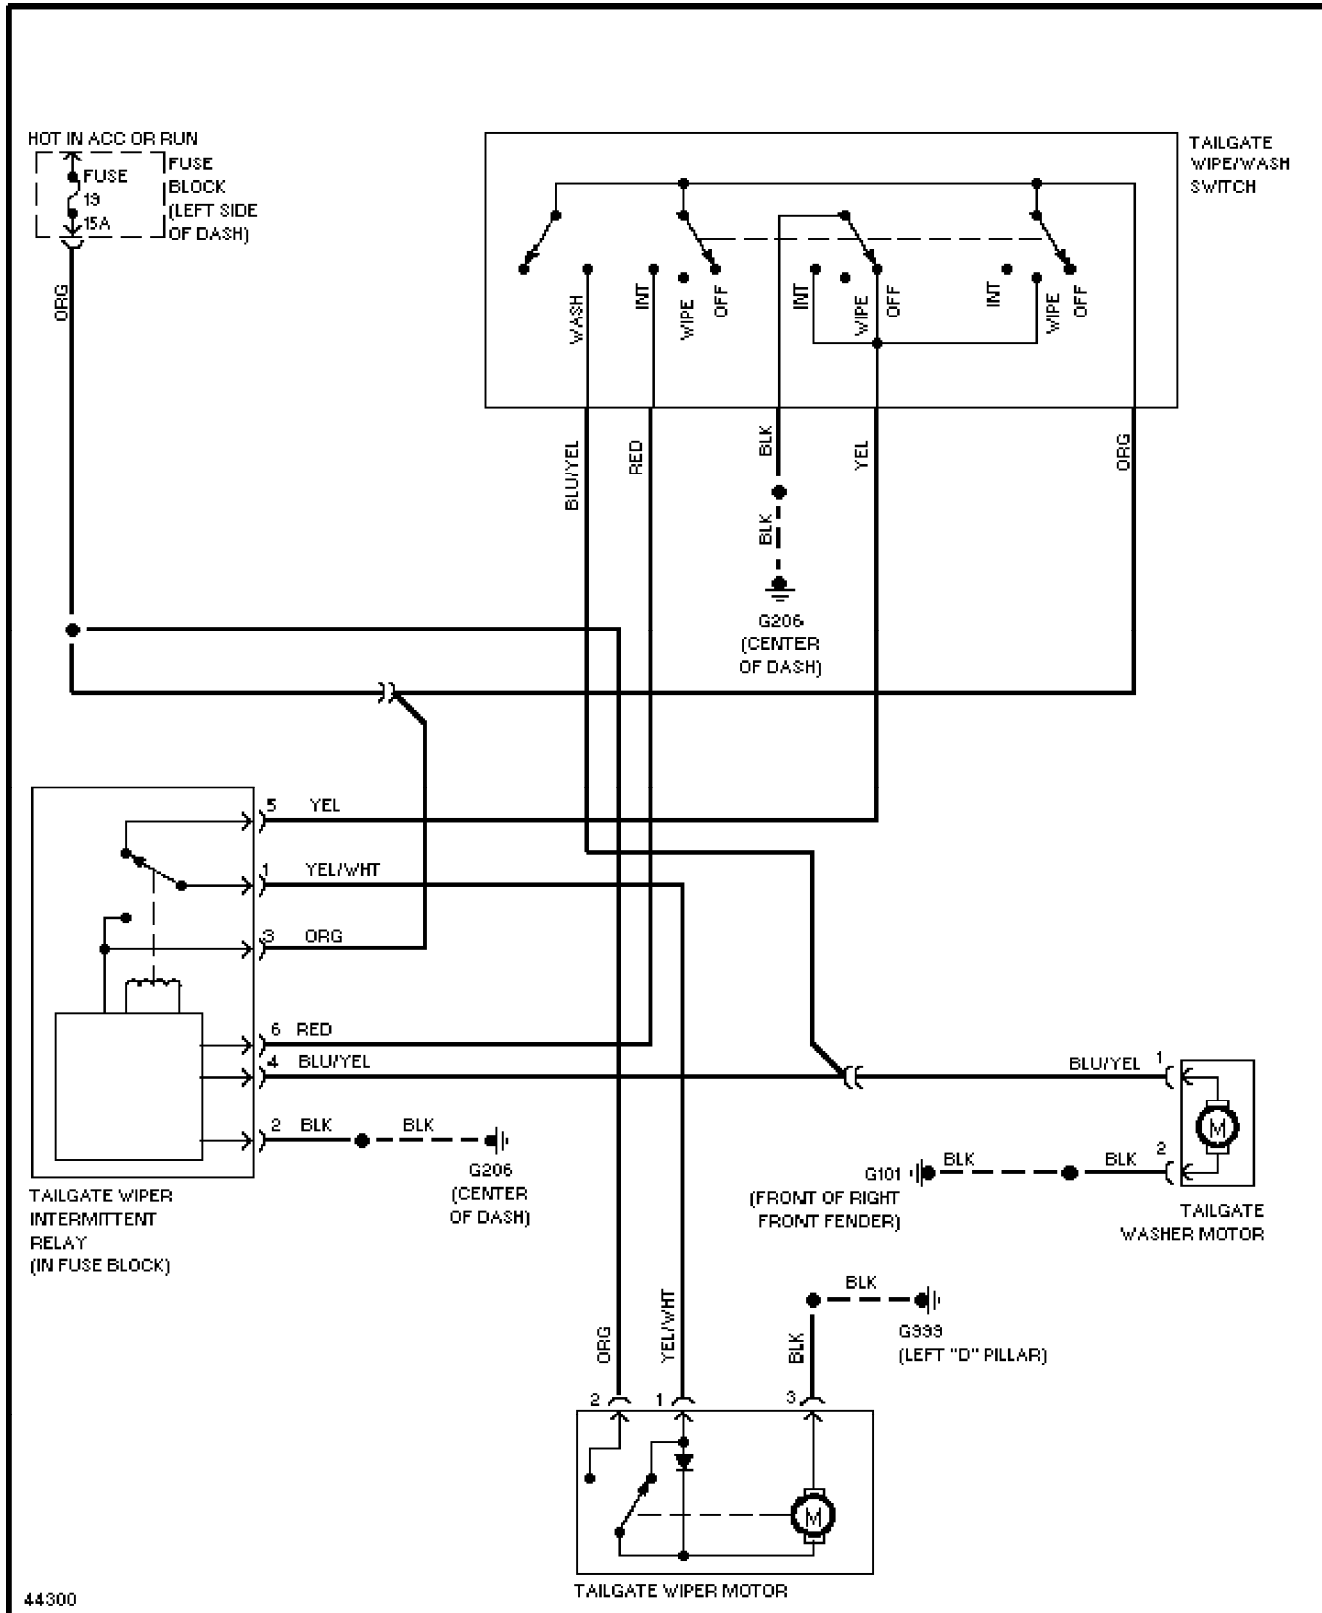 HOT IN ACC OR RUN
FUSE
19
15A
FUSE
BLOCK
(LEFT SIDE
OF DASH)
ORG
TAILGATE
WIPE/WASH
SWITCH
WASH
INT
WIPE
OFF
INT
WIPE
OFF
INT
WIPE
OFF
BLU/YEL
RED
BLK
YEL
ORG
BLK
G206
(CENTER
OF DASH)
5 YEL
1 YEL/WHT
3 ORG
6 RED
4 BLU/YEL
2 BLK BLK
G206
(CENTER
OF DASH)
TAILGATE WIPER
INTERMITTENT
RELAY
(IN FUSE BLOCK)
BLU/YEL 1
M
2
G101 BLK BLK
(FRONT OF RIGHT
FRONT FENDER)
TAILGATE
WASHER MOTOR
BLK
G999
(LEFT "D" PILLAR)
ORG
YEL/WHT
BLK
2 1 3
M
TAILGATE WIPER MOTOR
44300